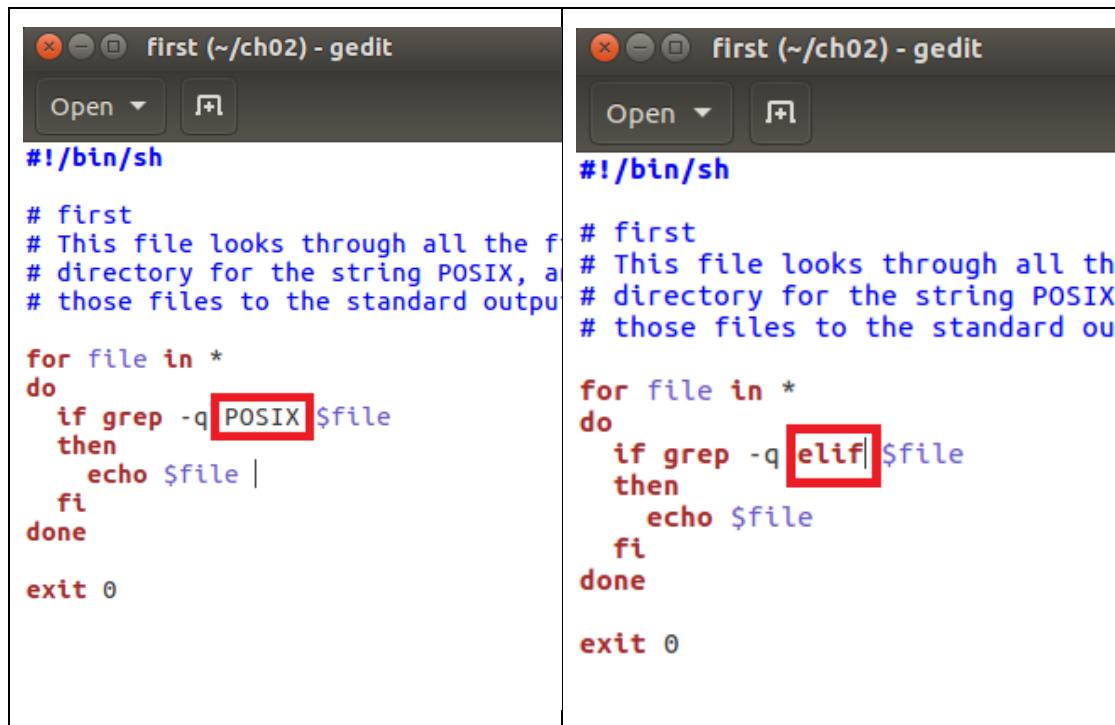 first (~/ch02) - gedit
Open
#!/bin/sh
# first
# This file looks through all the
# directory for the string POSIX,
# those files to the standard
for file in *
do
if grep -q POSIX $file
then
echo $file
fi
done
exit 0
first (~/ch02) - gedit
Open
#!/bin/sh
# first
# This file looks through all
# directory for the string POSIX
# those files to the standard
for file in *
do
if grep -q elif $file
then
echo $file
fi
done
exit 0